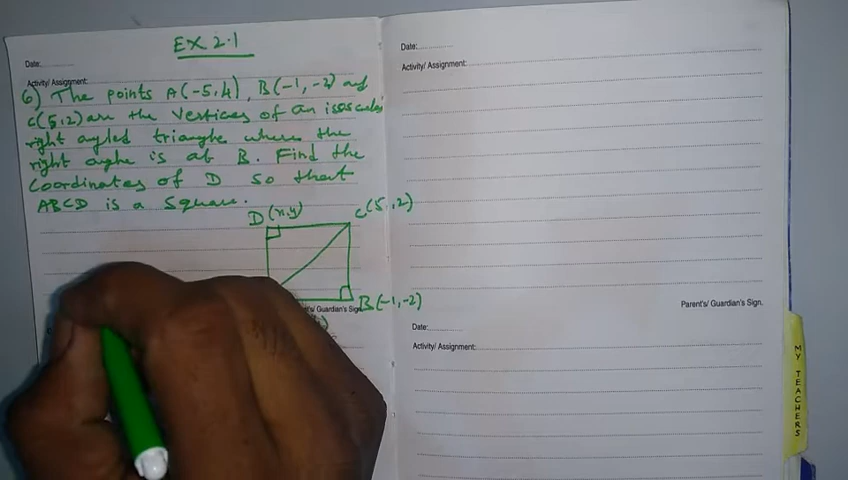 EX 2.1
Date:
Activity/ Assignment:
6) The points A(-5,4), B(-1,-2) and
C(5,2) are the vertices of an isosceles
right agled triangle where the
right angle is at B. Find the
Coordinates of D so that
ABCD is a Square.
D(x,y)
C(5,2)
B(-1,-2)
Guardian's Sign.
Date:
Activity/ Assignment:
Parent's/ Guardian's Sign.
Date:
Activity/ Assignment:
MY TEACHERS